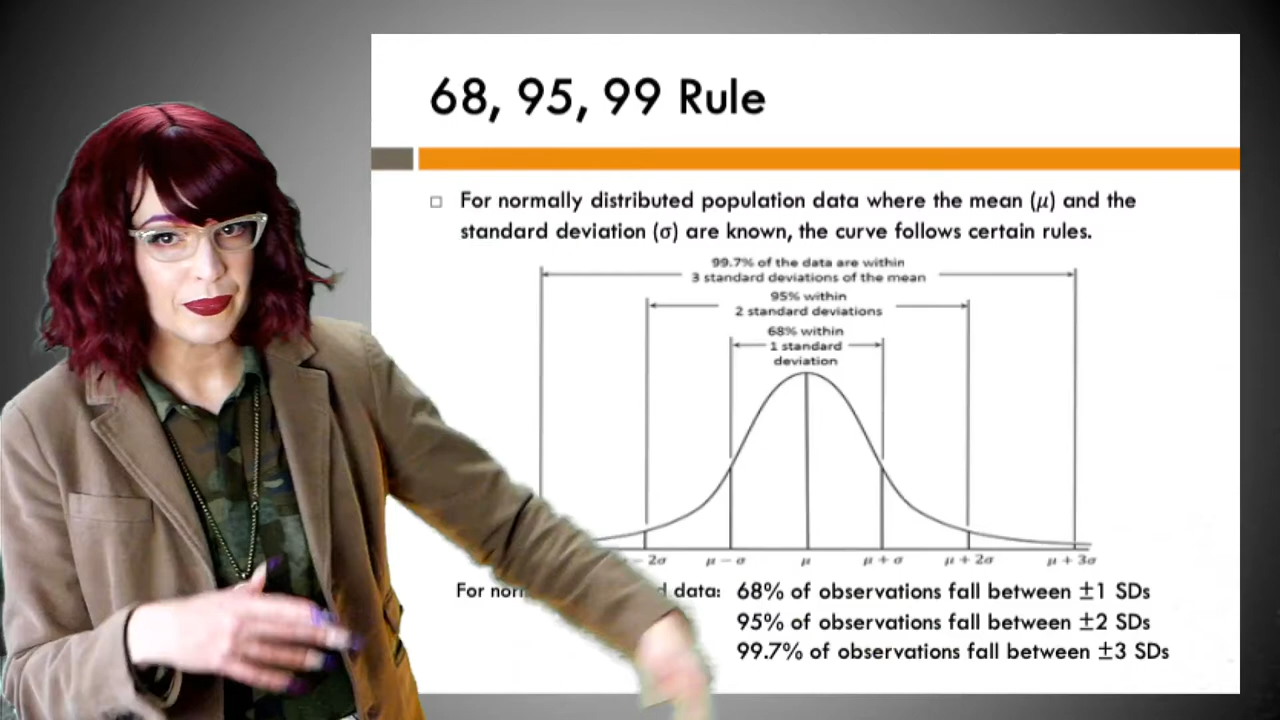 68, 95, 99 Rule
For normally distributed population data where the mean (μ) and the
standard deviation (σ) are known, the curve follows certain rules.
99.7% of the data are within
3 standard deviations of the mean
95% within
2 standard deviations
68% within
1 standard
deviation
− 2σ μ − σ μ μ + σ μ + 2σ μ + 3σ
For data: 68% of observations fall between ±1 SDs
95% of observations fall between ±2 SDs
99.7% of observations fall between ±3 SDs